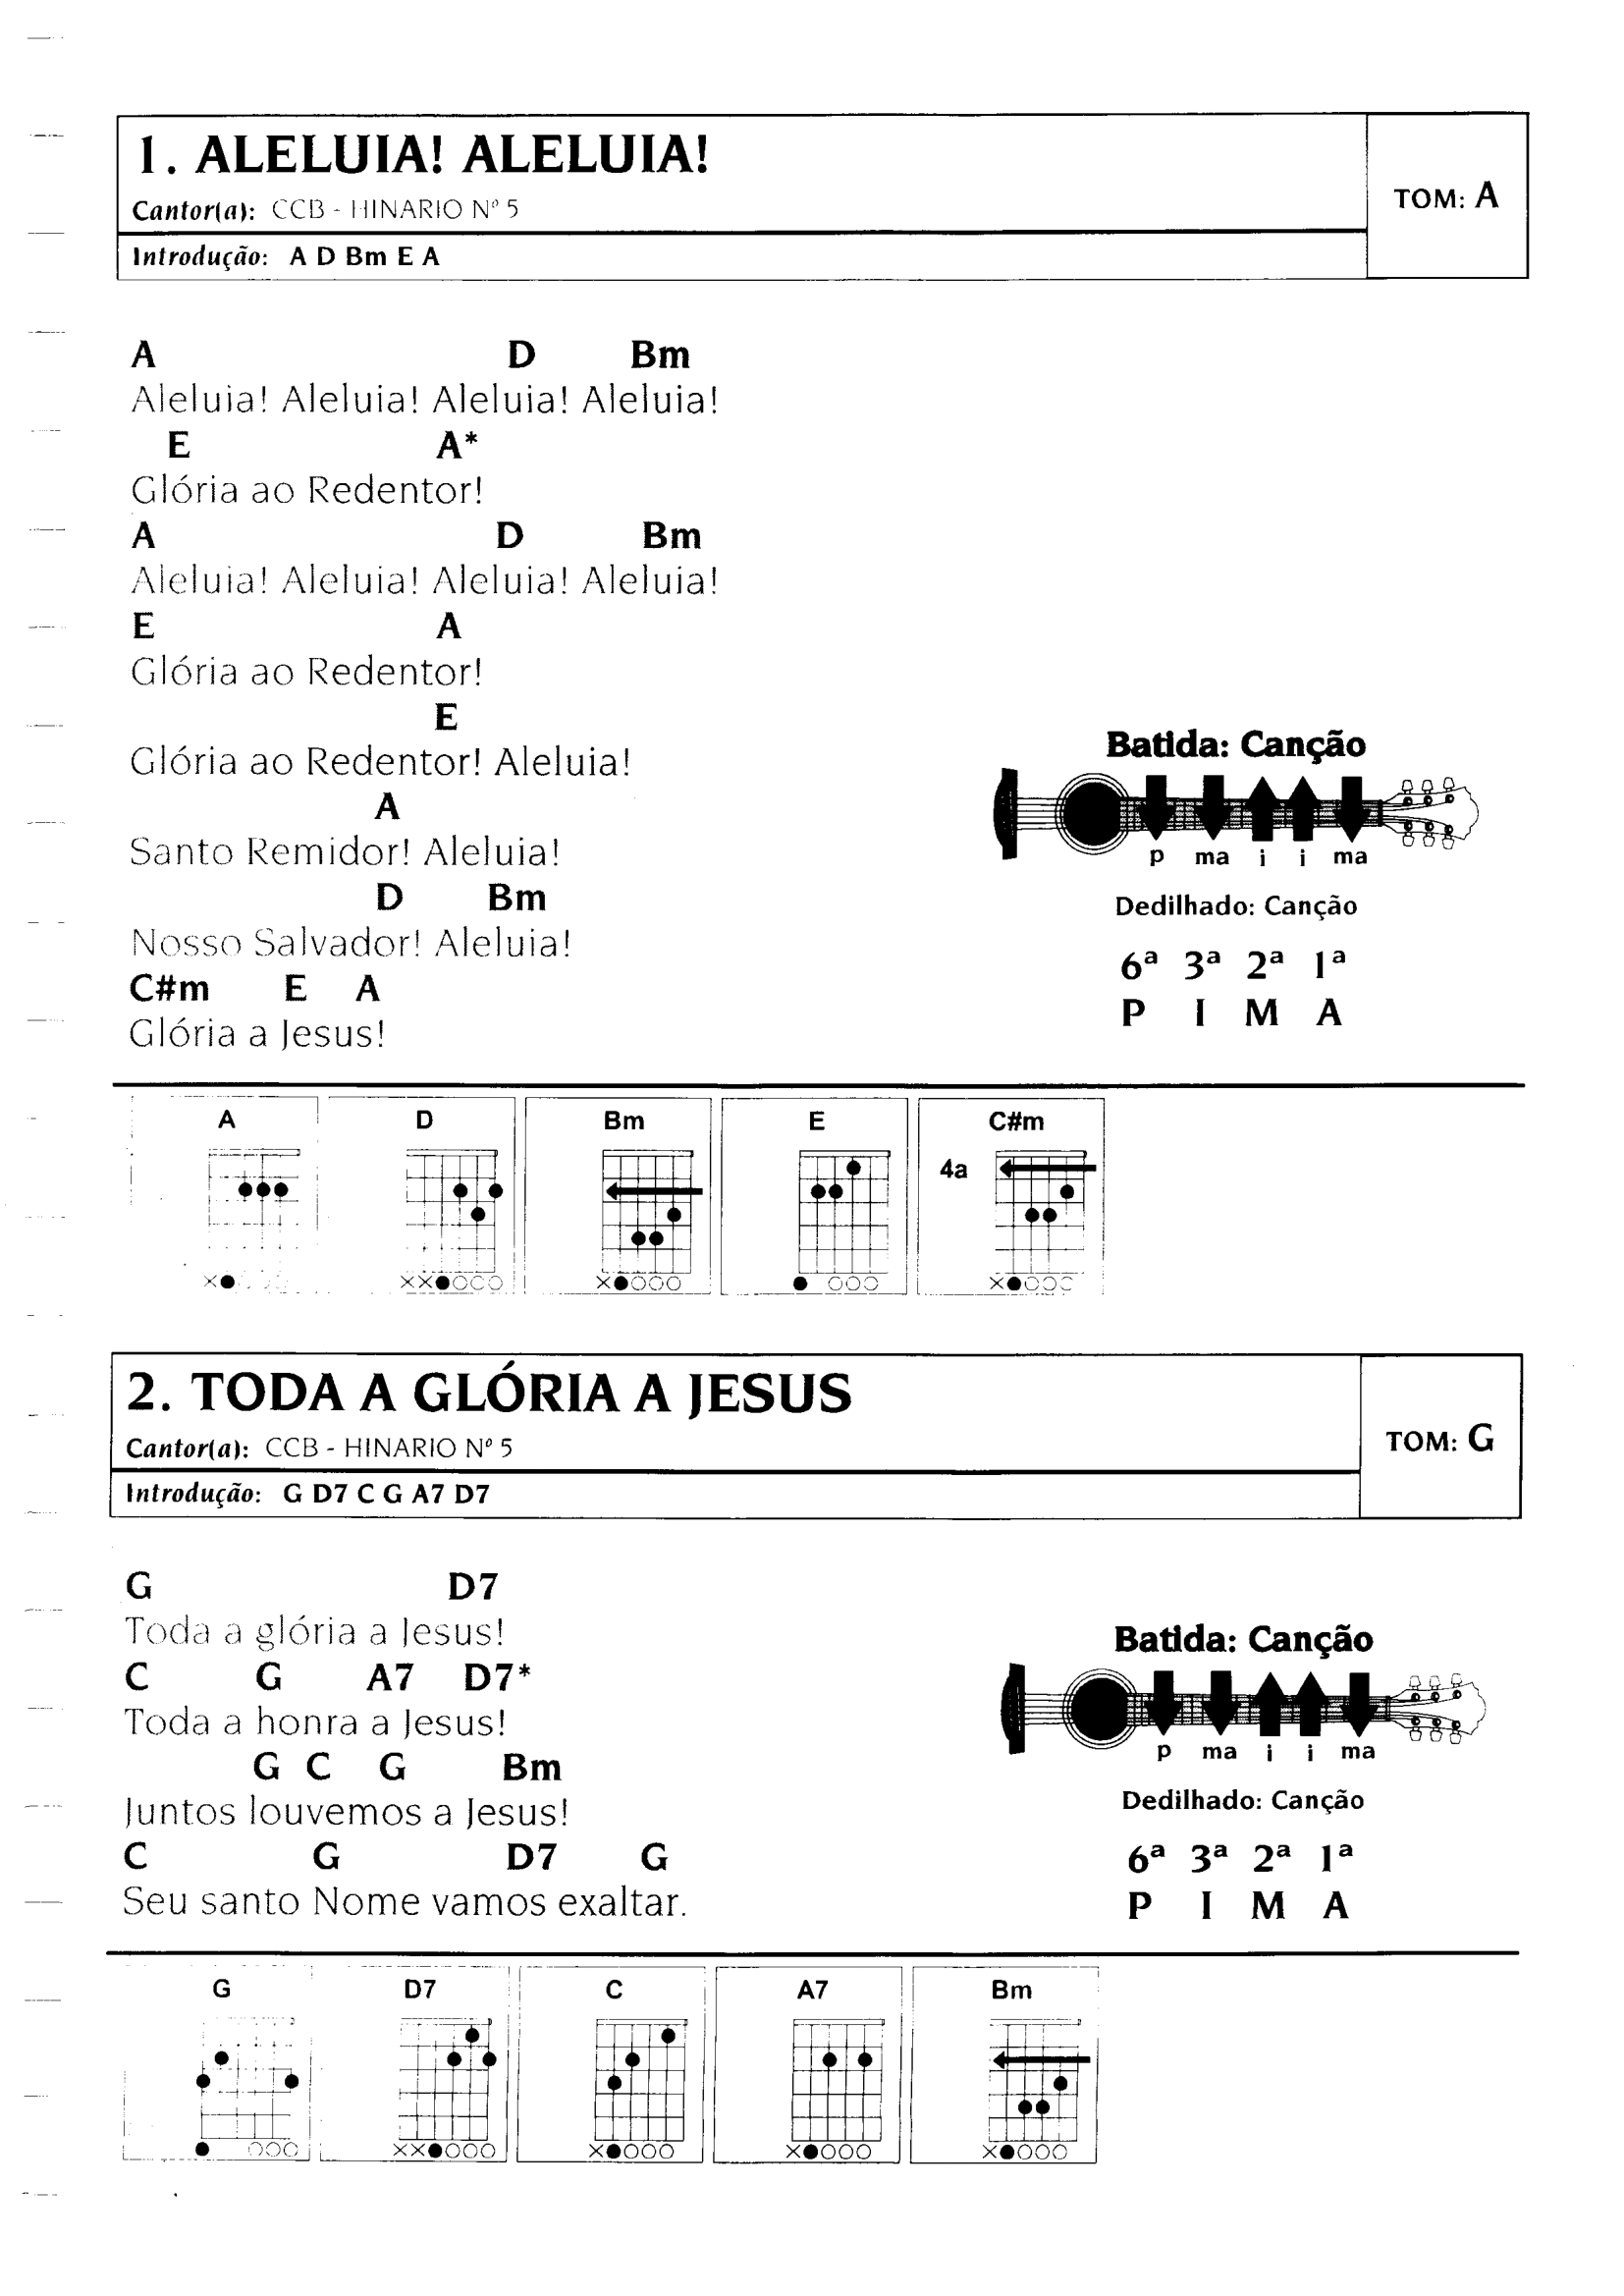 1. ALELUIA! ALELUIA!
Cantor(a): CCB - HINARIO Nº 5
TOM: A
Introdução: A D Bm E A
A D Bm
Aleluia! Aleluia! Aleluia! Aleluia!
E A*
Glória ao Redentor!
A D Bm
Aleluia! Aleluia! Aleluia! Aleluia!
E A
Glória ao Redentor!
E
Glória ao Redentor! Aleluia!
A
Santo Remidor! Aleluia!
D Bm
Nosso Salvador! Aleluia!
C#m E A
Glória a Jesus!
Batida: Canção
p ma i i ma
Dedilhado: Canção
6ª 3ª 2ª 1ª
P I M A
A D Bm E C#m
4a
2. TODA A GLÓRIA A JESUS
Cantor(a): CCB - HINARIO Nº 5
TOM: G
Introdução: G D7 C G A7 D7
G D7
Toda a glória a Jesus!
C G A7 D7*
Toda a honra a Jesus!
G C G Bm
Juntos louvemos a Jesus!
C G D7 G
Seu santo Nome vamos exaltar.
Batida: Canção
p ma i i ma
Dedilhado: Canção
6ª 3ª 2ª 1ª
P I M A
G D7 C A7 Bm